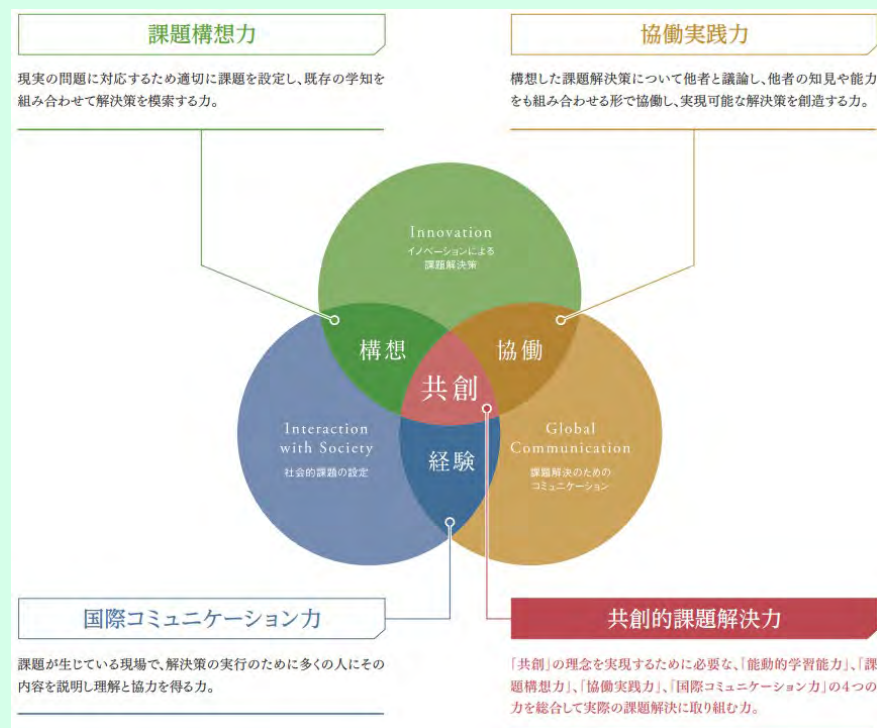 課題構想力
現実の問題に対応するため適切に課題を設定し、既存の学知を
組み合わせて解決策を模索する力。
協働実践力
構想した課題解決策について他者と議論し、他者の知見や能力
をも組み合わせる形で協働し、実現可能な解決策を創造する力。
Innovation
イノベーションによる
課題解決策
構想
協働
共創
Interaction
with Society
社会的課題の設定
経験
Global
Communication
課題解決のための
コミュニケーション
国際コミュニケーション力
課題が生じている現場で、解決策の実行のために多くの人にその
内容を説明し理解と協力を得る力。
共創的課題解決力
「共創」の理念を実現するために必要な、「能動的学習能力」、「課
題構想力」、「協働実践力」、「国際コミュニケーション力」の4つの
力を総合して実際の課題解決に取り組む力。